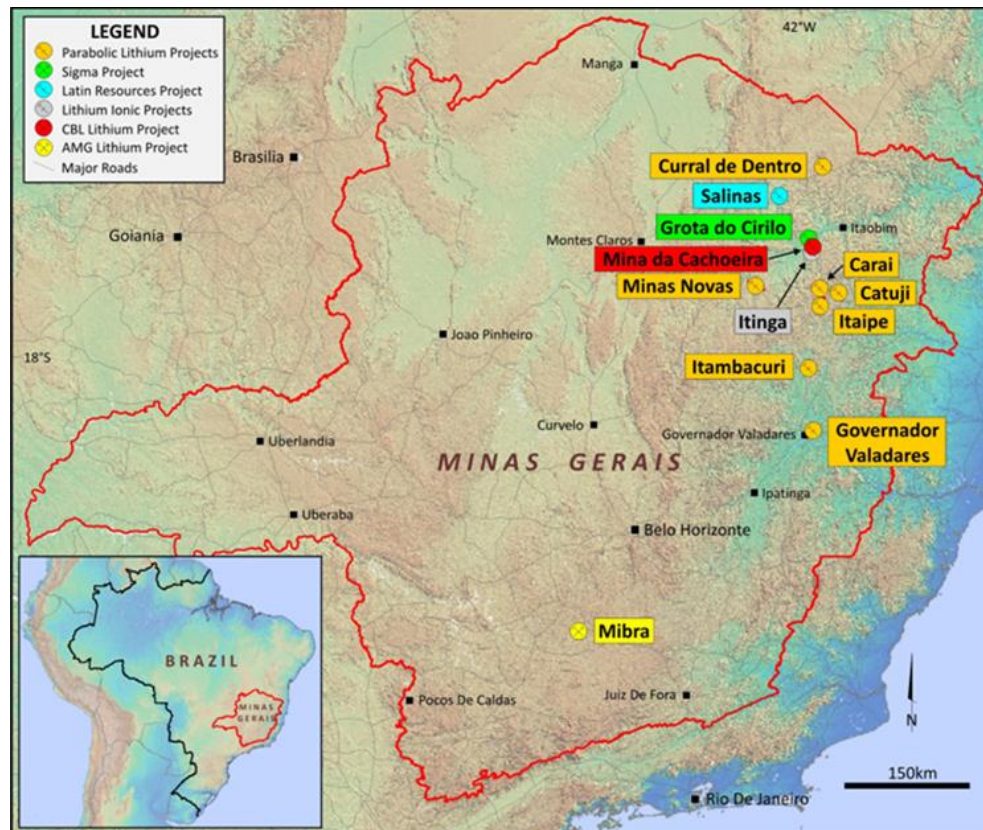 LEGEND
Parabolic Lithium Projects
Sigma Project
Latin Resources Project
Lithium Ionic Projects
CBL Lithium Project
AMG Lithium Project
Major Roads
42°W
Manga
Brasilia
Curral de Dentro
Salinas
Goiania
Grota do Cirilo
Itaobim
Montes Claros
Mina da Cachoeira
Carai
Minas Novas
Catuji
Itinga
Itaipe
Joao Pinheiro
18°S
Itambacuri
Curvelo
Governador Valadares
Governador
Valadares
Uberlandia
MINAS GERAIS
Ipatinga
Uberaba
Belo Horizonte
Mibra
BRAZIL
MINAS
GERAIS
Pocos De Caldas
Juiz De Fora
N
150km
Rio De Janeiro